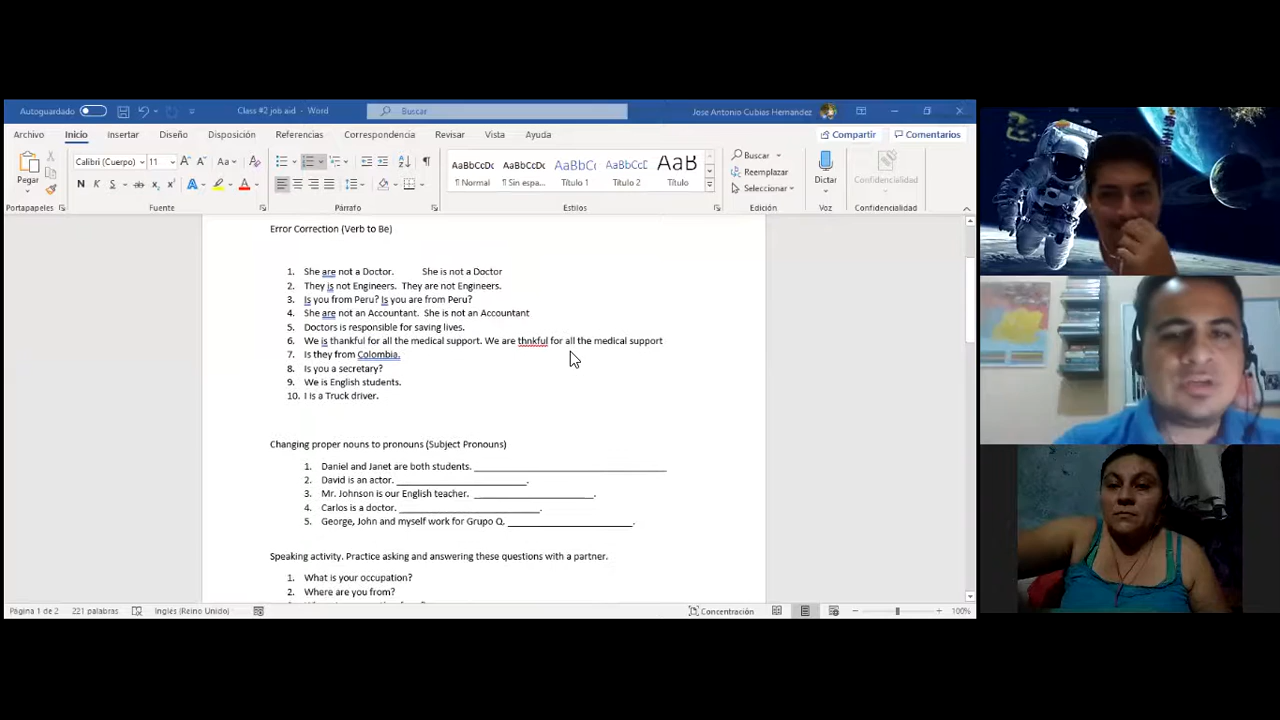 Autoguardado
Class #2 job aid - Word
Buscar
Jose Antonio Cubias Hernandez
Archivo Inicio Insertar Diseño Disposición Referencias Correspondencia Revisar Vista Ayuda
Compartir Comentarios
Pegar
Calibri (Cuerpo) 11
N K S
AaBbCcDc AaBbCcDc AaBbCc AaBbCcD AaB
¶ Normal ¶ Sin espa... Título 1 Título 2 Título
Buscar
Reemplazar
Seleccionar
Dictar
Confidencialidad
Portapapeles Fuente Párrafo Estilos Edición Voz Confidencialidad
Error Correction (Verb to Be)
1. She are not a Doctor. She is not a Doctor
2. They is not Engineers. They are not Engineers.
3. Is you from Peru? Is you are from Peru?
4. She are not an Accountant. She is not an Accountant
5. Doctors is responsible for saving lives.
6. We is thankful for all the medical support. We are thnkful for all the medical support
7. Is they from Colombia.
8. Is you a secretary?
9. We is English students.
10. I Is a Truck driver.
Changing proper nouns to pronouns (Subject Pronouns)
1. Daniel and Janet are both students. ______________________________
2. David is an actor. ____________________.
3. Mr. Johnson is our English teacher. __________________.
4. Carlos is a doctor. ______________________.
5. George, John and myself work for Grupo Q. ___________________.
Speaking activity. Practice asking and answering these questions with a partner.
1. What is your occupation?
2. Where are you from?
Página 1 de 2 221 palabras Inglés (Reino Unido) Concentración 100%